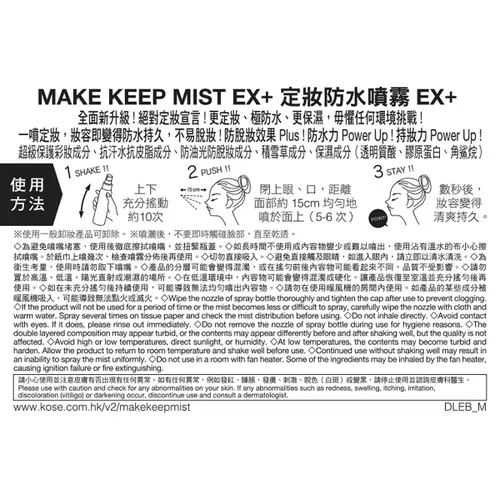 MAKE KEEP MIST EX+ 定妝防水噴霧 EX+
全面新升級!絕對定妝宣言!更定妝、極防水、更保濕,毋懼任何環境挑戰!
一噴定妝,妝容即變得防水持久,不易脫妝!防脫妝效果 Plus!防水力 Power Up!持妝力 Power Up!
超級保護彩妝成分、抗汗水抗皮脂成分、防油光防脫妝成分、積雪草成分、保濕成分(透明質酸、膠原蛋白、角鯊烷)
使用方法
1 SHAKE !!
上下
充分搖動
約10次
2 PUSH !!
15cm
閉上眼、口,距離
面部約 15cm 均勻地
噴於面上(5-6 次)
3 STAY !!
POINT!
數秒後,
妝容變得
清爽持久。
※使用一般卸妝產品可卸除。※噴灑後,不要即時觸碰臉部,直至乾透。
◇為避免噴嘴堵塞,使用後徹底擦拭噴嘴,並扭緊瓶蓋。◇如長時間不使用或內容物變少或難以噴出,使用沾有溫水的布小心擦
拭噴嘴。於紙巾上噴幾次,檢查噴霧分佈後再使用。◇切勿直接吸入。◇避免直接觸及眼睛,如進入眼內,請立即以清水清洗。◇為
衛生考量,使用時請勿取下噴嘴。◇產品的分層可能會變得混濁,或在搖勻前後內容物可能看起來不同,品質不受影響。◇請勿
置於高溫、低溫、陽光直射或潮濕的場所。◇在低溫環境中,內容物可能會變得混濁或硬化。讓產品恢復至室溫並充分搖勻後再
使用。◇如在未充分搖勻後持續使用,可能導致無法均勻噴出內容物。◇請勿在使用暖風機的房間內使用。如產品的某些成分被
暖風機吸入,可能導致無法點火或滅火。◇Wipe the nozzle of spray bottle thoroughly and tighten the cap after use to prevent clogging.
◇If the product will not be used for a period of time or the mist becomes less or difficult to spray, carefully wipe the nozzle with cloth and
warm water. Spray several times on tissue paper and check the mist distribution before using. ◇Do not inhale directly. ◇Avoid contact
with eyes. If it does, please rinse out immediately. ◇Do not remove the nozzle of spray bottle during use for hygiene reasons. ◇The
double layered composition may appear turbid, or the contents may appear differently before and after shaking well, but the quality is not
affected. ◇Avoid high or low temperatures, direct sunlight, or humidity. ◇At low temperatures, the contents may become turbid and
harden. Allow the product to return to room temperature and shake well before use. ◇Continued use without shaking well may result in
an inability to spray the mist uniformly. ◇Do not use in a room with fan heater. Some of the ingredients may be inhaled by the fan heater,
causing ignition failure or fire extinguishing.
請小心使用並注意皮膚有否出現有任何異常。如有任何異常,例如發紅、腫脹、發癢、刺激、脫色(白斑)或變黑,請停止使用並諮詢皮膚科醫生。
Please use with caution and check for any abnormalities on your skin. If any abnormalities such as redness, swelling, itching, irritation,
discoloration (vitiligo) or darkening occur, discontinue use and consult a dermatologist.
www.kose.com.hk/v2/makekeepmist
DLEB_M